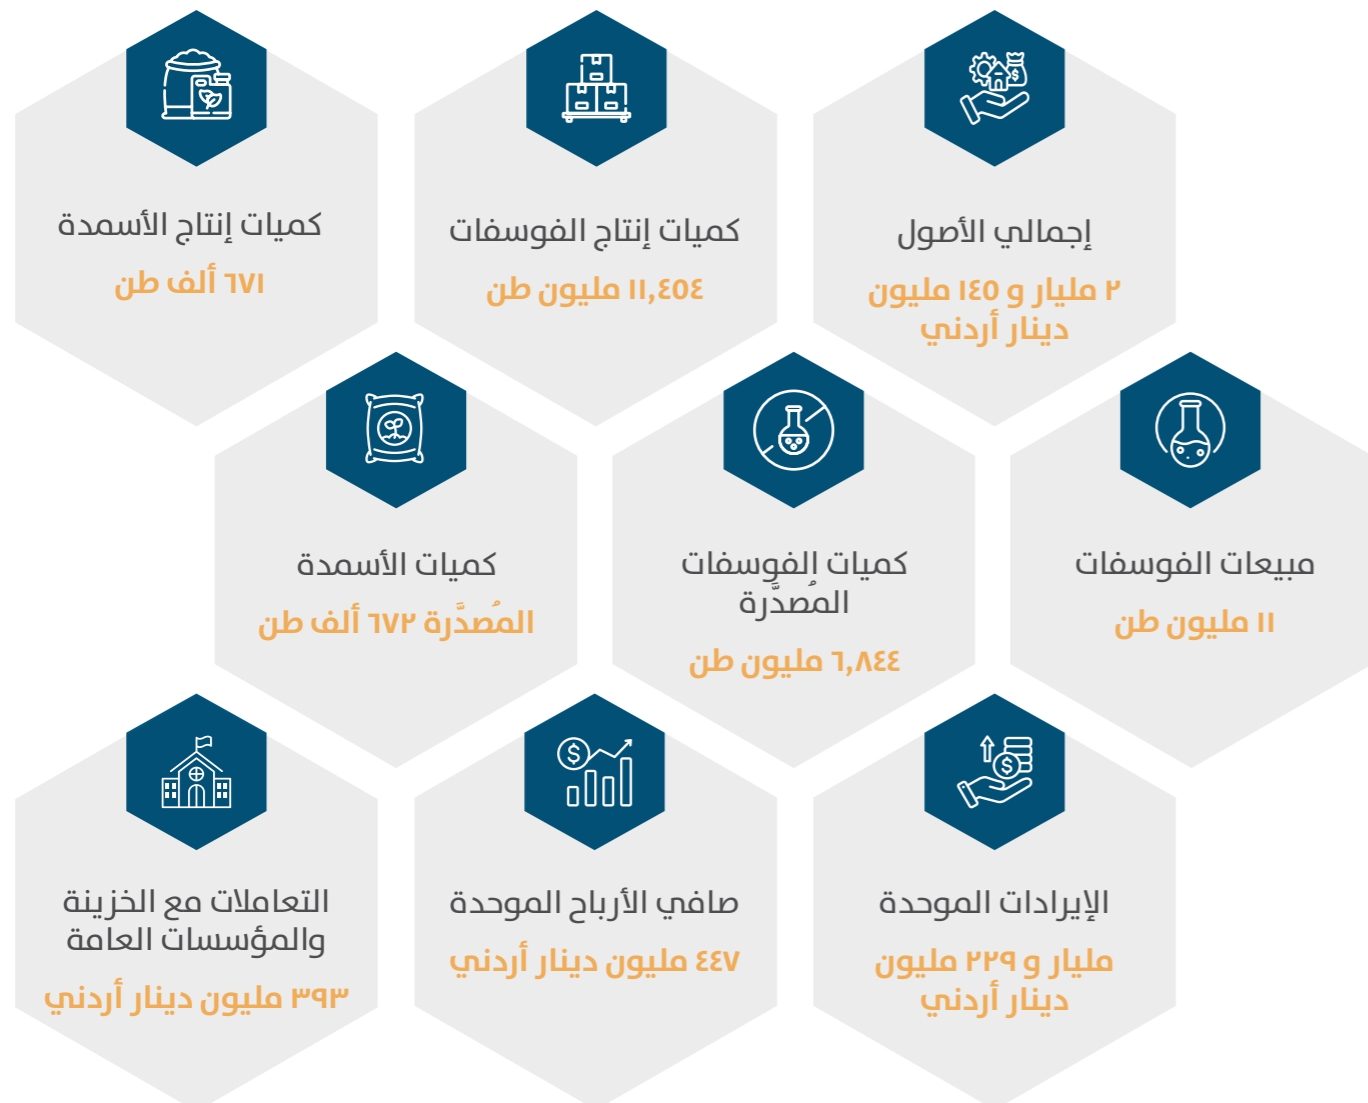 إجمالي الأصول
٢ مليار و ١٤٥ مليون
دينار أردني
كميات إنتاج الفوسفات
١١,٤٥٤ مليون طن
كميات إنتاج الأسمدة
٦٧١ ألف طن
مبيعات الفوسفات
١١ مليون طن
كميات الفوسفات
المُصدَّرة
٦,٨٤٤ مليون طن
كميات الأسمدة
المُصدَّرة ٦٧٢ ألف طن
الإيرادات الموحدة
مليار و ٢٢٩ مليون
دينار أردني
صافي الأرباح الموحدة
٤٤٧ مليون دينار أردني
التعاملات مع الخزينة
والمؤسسات العامة
٣٩٣ مليون دينار أردني